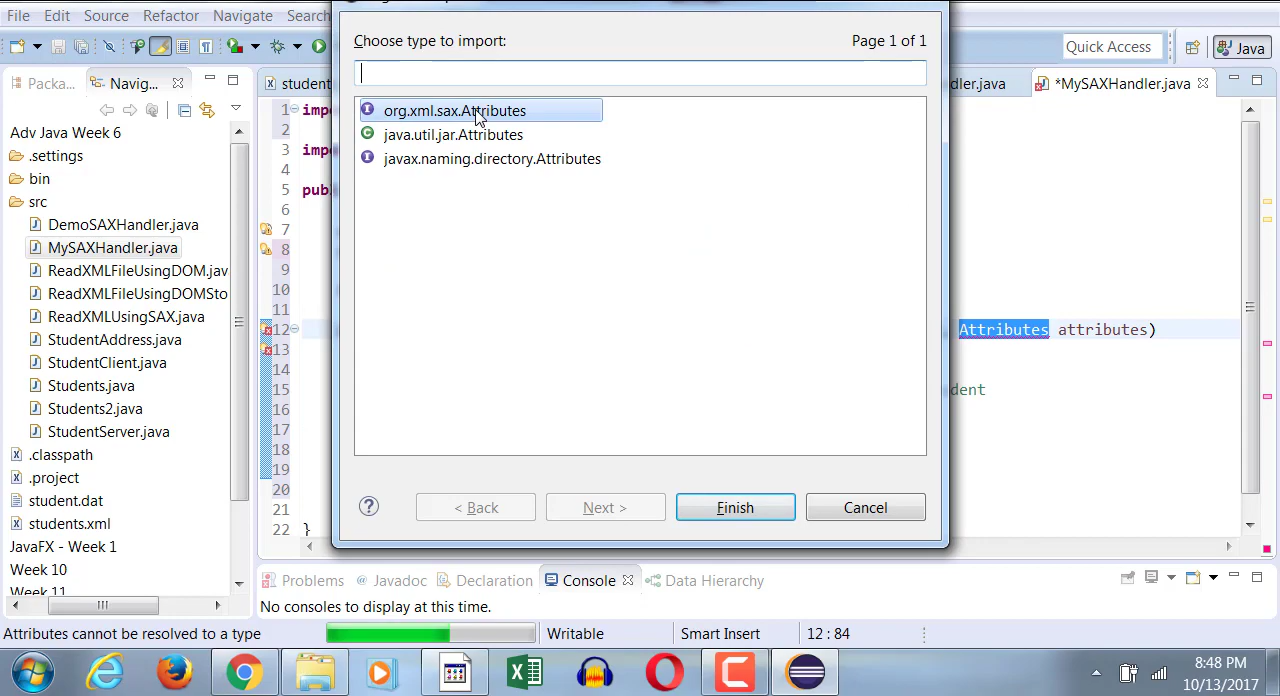 File Edit Source Refactor Navigate Search
Quick Access
Java
Packa...
Navig...
Adv Java Week 6
.settings
bin
src
DemoSAXHandler.java
MySAXHandler.java
ReadXMLFileUsingDOM.jav
ReadXMLFileUsingDOMSto
ReadXMLUsingSAX.java
StudentAddress.java
StudentClient.java
Students.java
Students2.java
StudentServer.java
.classpath
.project
student.dat
students.xml
JavaFX - Week 1
Week 10
Week 11
student
dler.java
*MySAXHandler.java
1 impo
2
3 impo
4
5 publ
6
7
8
9
10
11
12 Attributes attributes)
13
14
15 dent
16
17
18
19
20
21
22 }
Choose type to import:
Page 1 of 1
org.xml.sax.Attributes
java.util.jar.Attributes
javax.naming.directory.Attributes
?
< Back
Next >
Finish
Cancel
Problems @ Javadoc Declaration Console Data Hierarchy
No consoles to display at this time.
Attributes cannot be resolved to a type
Writable
Smart Insert
12 : 84
8:48 PM
10/13/2017